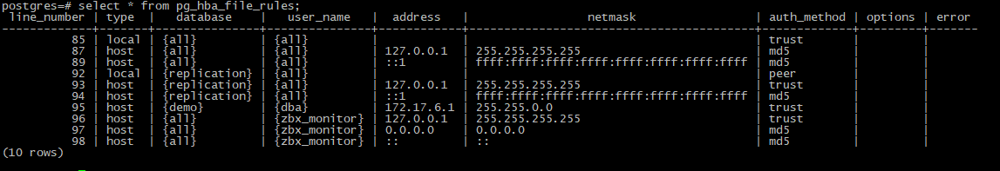 postgres=# select * from pg_hba_file_rules;
 line_number | type  |   database    |   user_name   |  address   |                 netmask                 | auth_method | options | error
-------------+-------+---------------+---------------+------------+-----------------------------------------+-------------+---------+-------
          85 | local | {all}         | {all}         |            |                                         | trust       |         |
          87 | host  | {all}         | {all}         | 127.0.0.1  | 255.255.255.255                         | md5         |         |
          89 | host  | {all}         | {all}         | ::1        | ffff:ffff:ffff:ffff:ffff:ffff:ffff:ffff | md5         |         |
          92 | local | {replication} | {all}         |            |                                         | peer        |         |
          93 | host  | {replication} | {all}         | 127.0.0.1  | 255.255.255.255                         | trust       |         |
          94 | host  | {replication} | {all}         | ::1        | ffff:ffff:ffff:ffff:ffff:ffff:ffff:ffff | md5         |         |
          95 | host  | {demo}        | {dba}         | 172.17.6.1 | 255.255.0.0                             | trust       |         |
          96 | host  | {all}         | {zbx_monitor} | 127.0.0.1  | 255.255.255.255                         | trust       |         |
          97 | host  | {all}         | {zbx_monitor} | 0.0.0.0    | 0.0.0.0                                 | md5         |         |
          98 | host  | {all}         | {zbx_monitor} | ::         | ::                                      | md5         |         |
(10 rows)